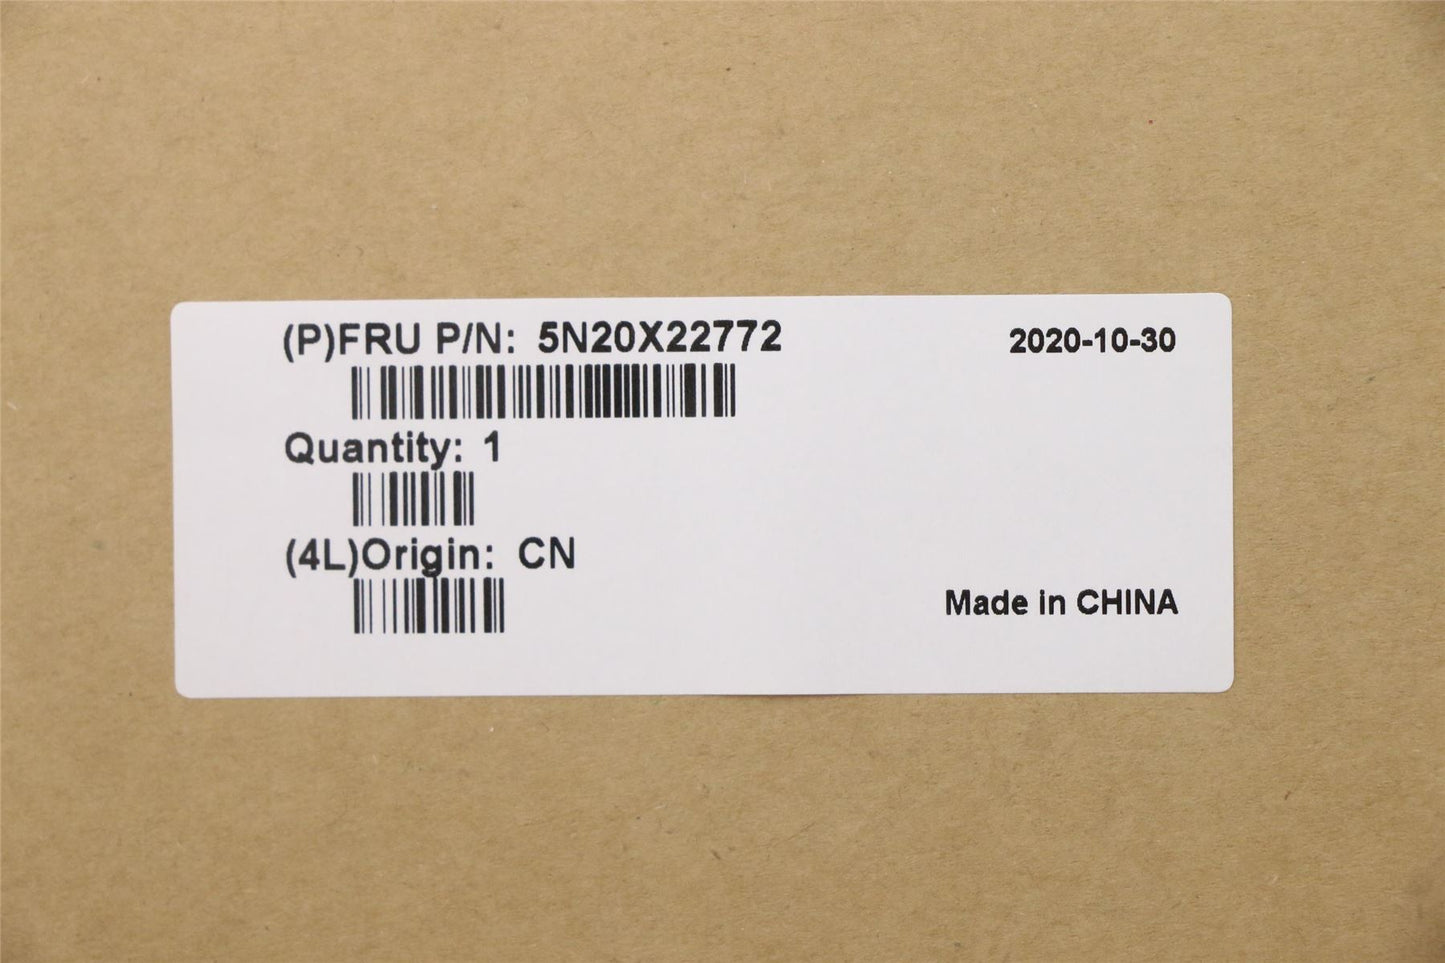 (P)FRU P/N: 5N20X22772
2020-10-30
Quantity: 1
(4L)Origin: CN
Made in CHINA